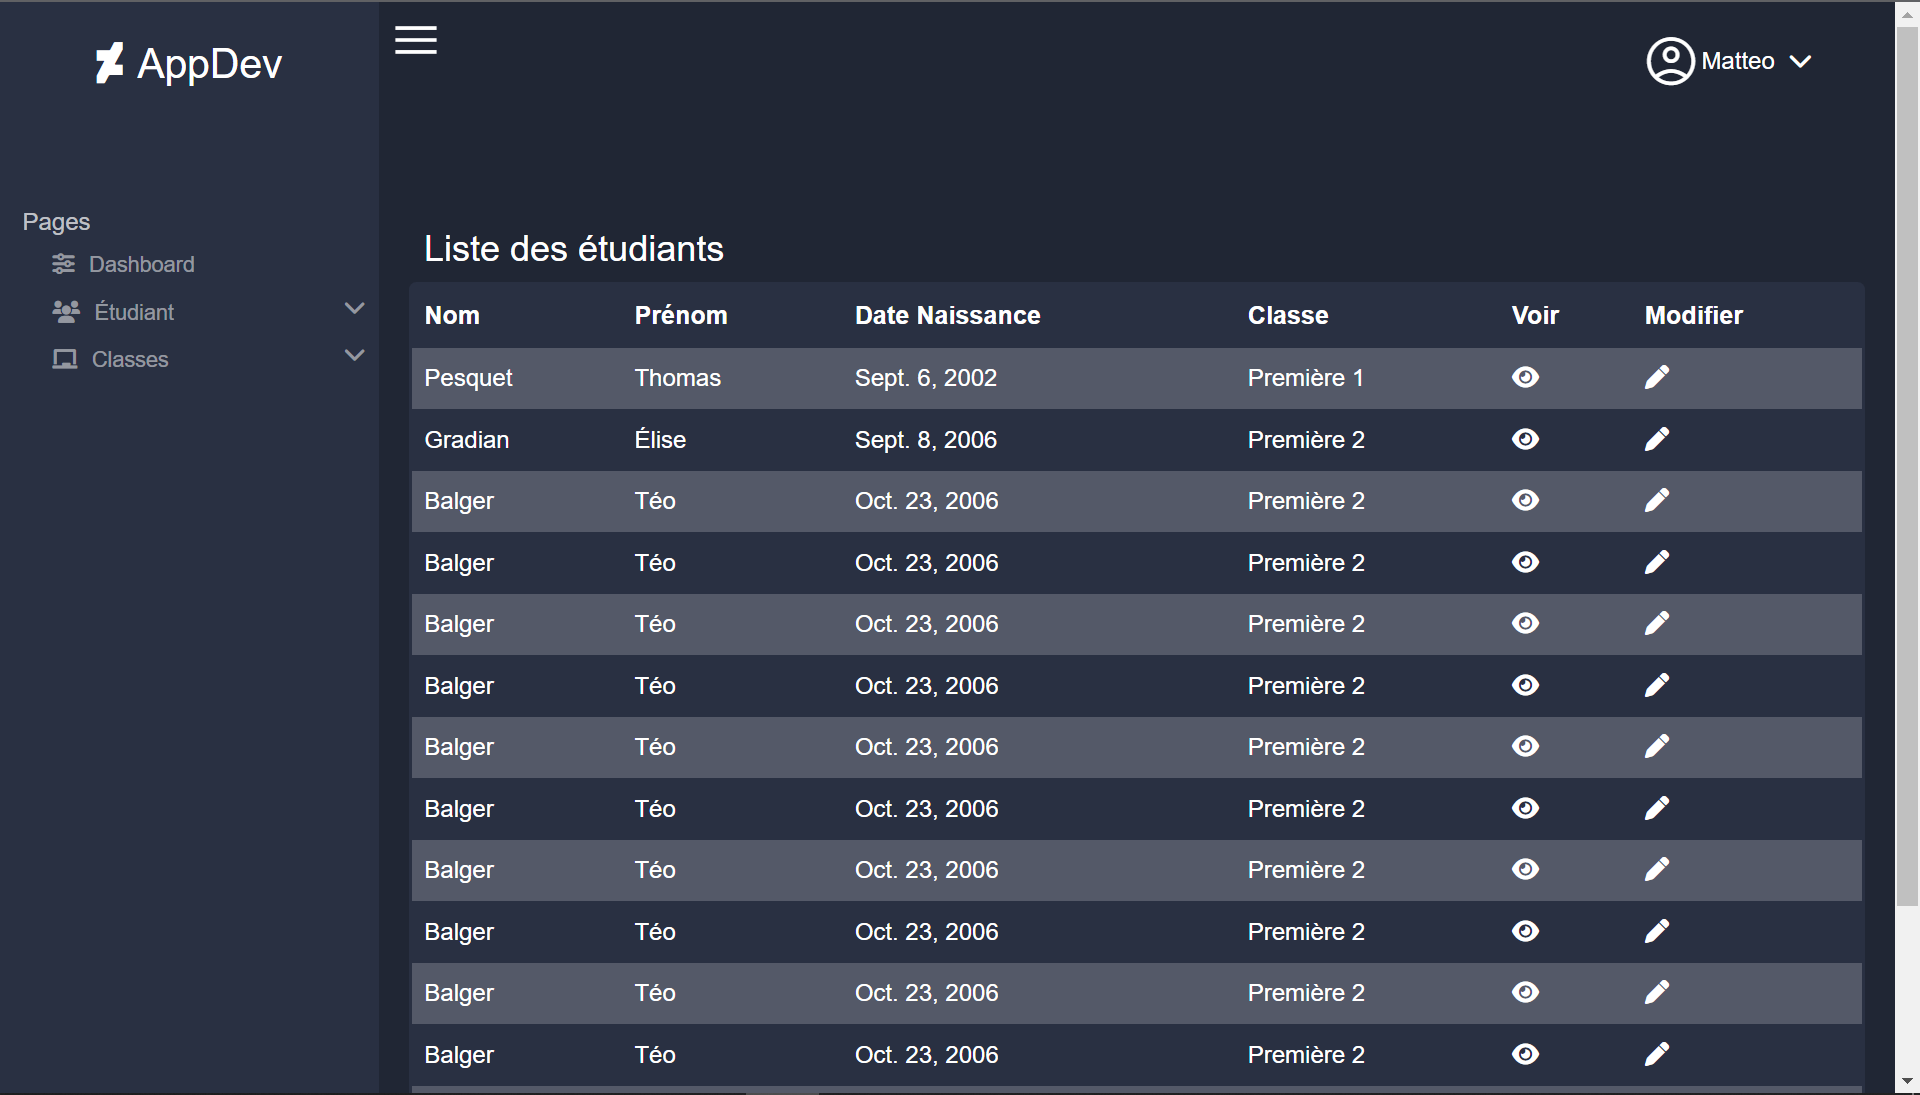 AppDev
Matteo
Pages
Dashboard
Étudiant
Classes
Liste des étudiants
Nom Prénom Date Naissance Classe Voir Modifier
Pesquet Thomas Sept. 6, 2002 Première 1
Gradian Élise Sept. 8, 2006 Première 2
Balger Téo Oct. 23, 2006 Première 2
Balger Téo Oct. 23, 2006 Première 2
Balger Téo Oct. 23, 2006 Première 2
Balger Téo Oct. 23, 2006 Première 2
Balger Téo Oct. 23, 2006 Première 2
Balger Téo Oct. 23, 2006 Première 2
Balger Téo Oct. 23, 2006 Première 2
Balger Téo Oct. 23, 2006 Première 2
Balger Téo Oct. 23, 2006 Première 2
Balger Téo Oct. 23, 2006 Première 2